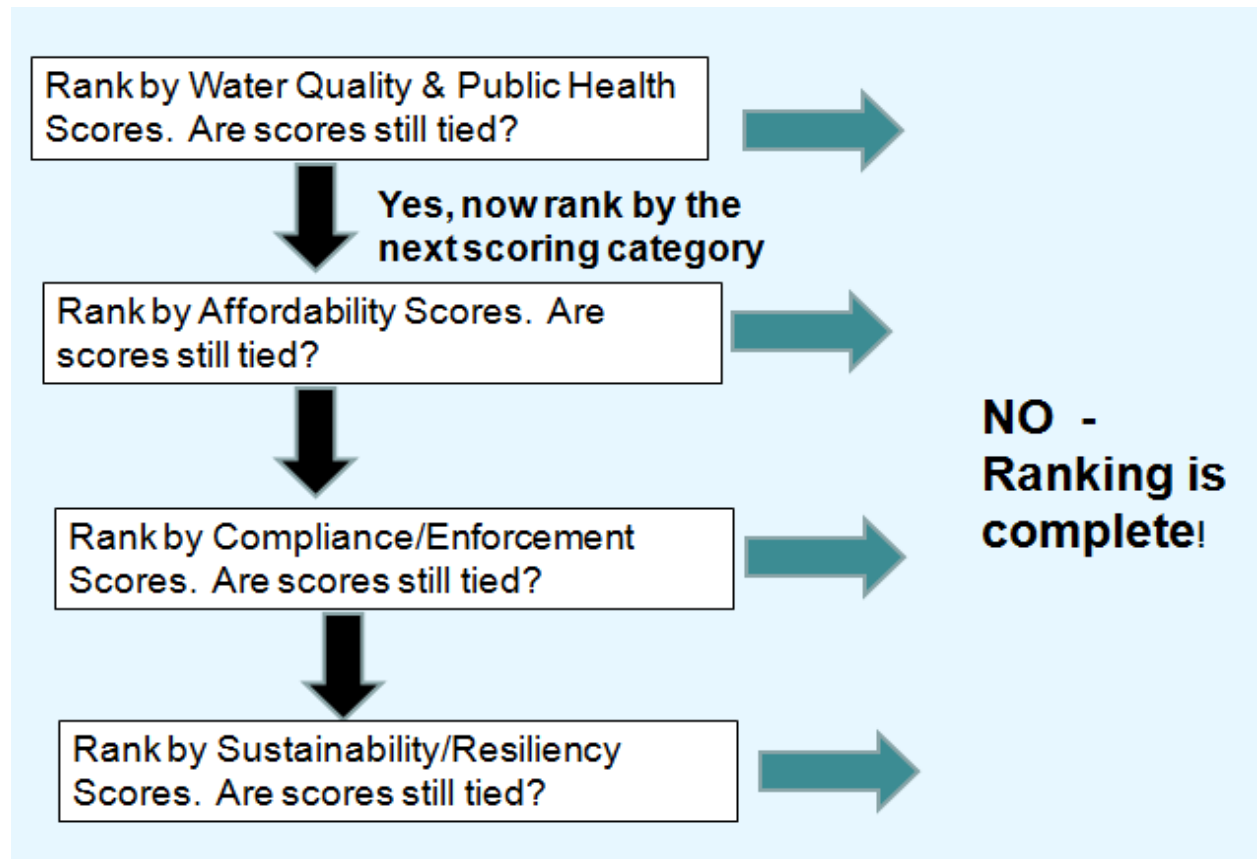 Rank by Water Quality & Public Health
Scores.  Are scores still tied?
Yes, now rank by the
next scoring category
Rank by Affordability Scores.  Are
scores still tied?
Rank by Compliance/Enforcement
Scores.  Are scores still tied?
Rank by Sustainability/Resiliency
Scores.  Are scores still tied?
NO  -
Ranking is
complete!